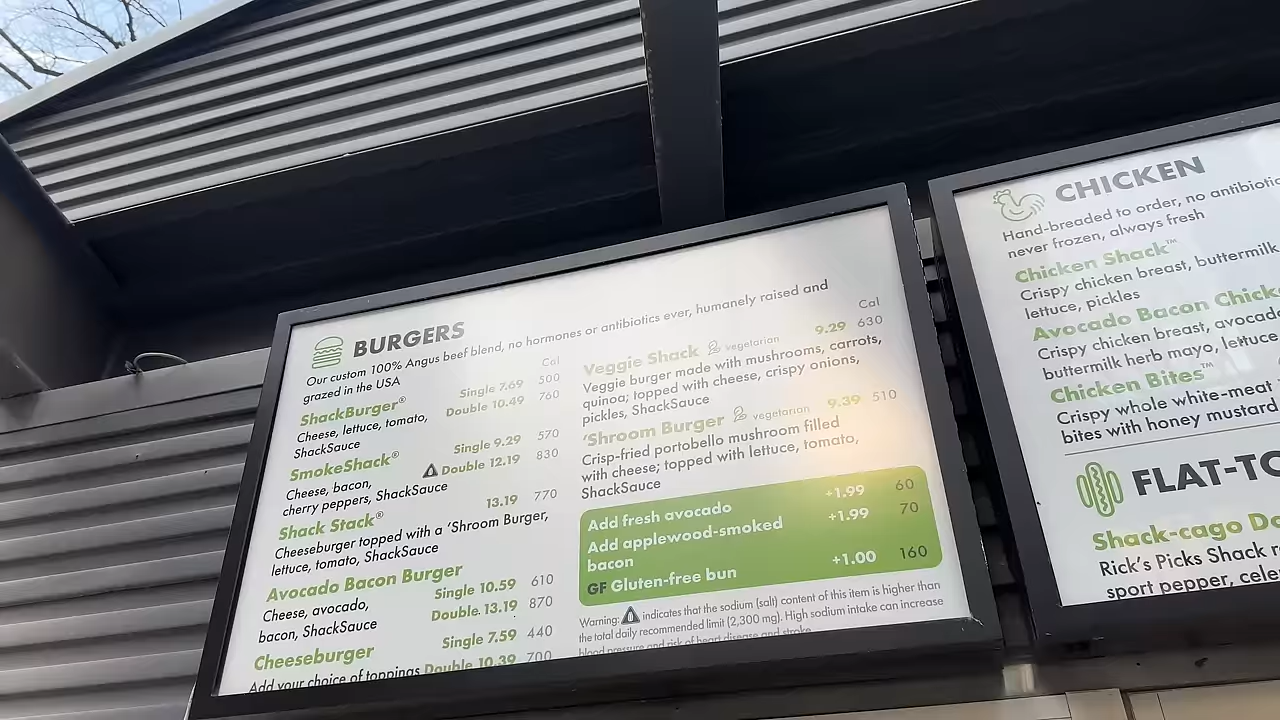 BURGERS
Our custom 100% Angus beef blend, no hormones or antibiotics ever, humanely raised and
grazed in the USA
Cal
ShackBurger® Single 7.69 500
Cheese, lettuce, tomato, Double 10.49 760
ShackSauce
SmokeShack® Single 9.29 570
Cheese, bacon, Double 12.19 830
cherry peppers, ShackSauce
Shack Stack® 13.19 770
Cheeseburger topped with a 'Shroom Burger,
lettuce, tomato, ShackSauce
Avocado Bacon Burger
Cheese, avocado, Single 10.59 610
bacon, ShackSauce Double 13.19 870
Cheeseburger Single 7.59 440
Add your choice of toppings Double 10.39 700
Cal
Veggie Shack vegetarian 9.29 630
Veggie burger made with mushrooms, carrots,
quinoa; topped with cheese, crispy onions,
pickles, ShackSauce
'Shroom Burger vegetarian 9.39 510
Crisp-fried portobello mushroom filled
with cheese; topped with lettuce, tomato,
ShackSauce
Add fresh avocado +1.99 60
Add applewood-smoked +1.99 70
bacon
GF Gluten-free bun +1.00 160
Warning: indicates that the sodium (salt) content of this item is higher than
the total daily recommended limit (2,300 mg). High sodium intake can increase
blood pressure and risk of heart disease and stroke.
CHICKEN
Hand-breaded to order, no
never frozen, always fresh
Chicken Shack™
Crispy chicken breast, buttermilk
lettuce, pickles
Avocado Bacon
Crispy chicken breast,
buttermilk herb mayo, lettuce
Chicken Bites™
Crispy whole white-meat
bites with honey mustard
FLAT-TO
Shack-cago
Rick's Picks Shack
sport pepper,